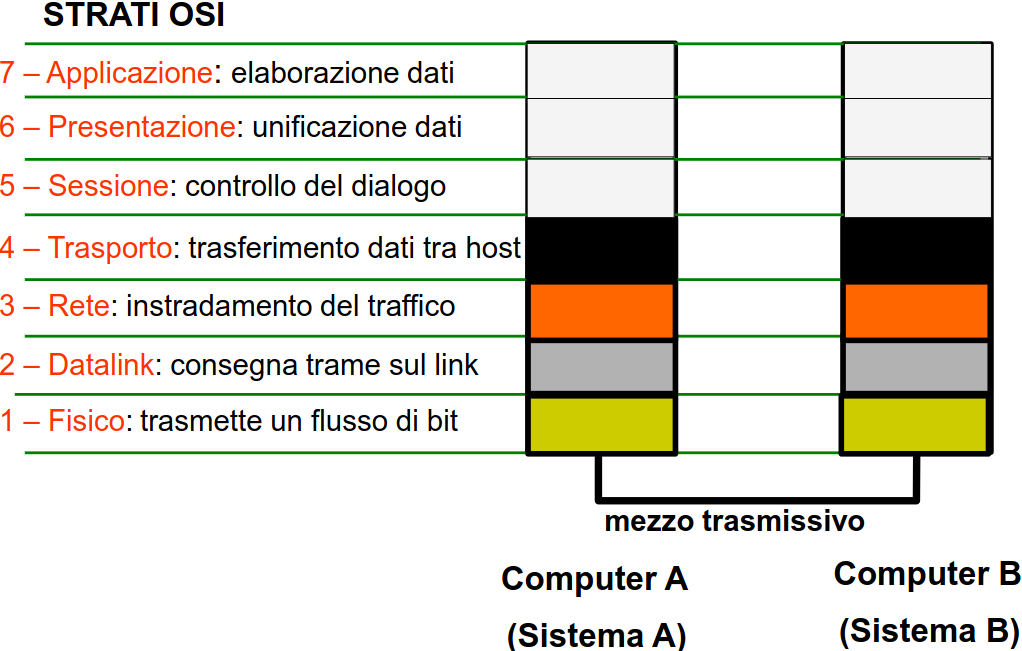 STRATI OSI
7 – Applicazione: elaborazione dati
6 – Presentazione: unificazione dati
5 – Sessione: controllo del dialogo
4 – Trasporto: trasferimento dati tra host
3 – Rete: instradamento del traffico
2 – Datalink: consegna trame sul link
1 – Fisico: trasmette un flusso di bit
mezzo trasmissivo
Computer A
(Sistema A)
Computer B
(Sistema B)